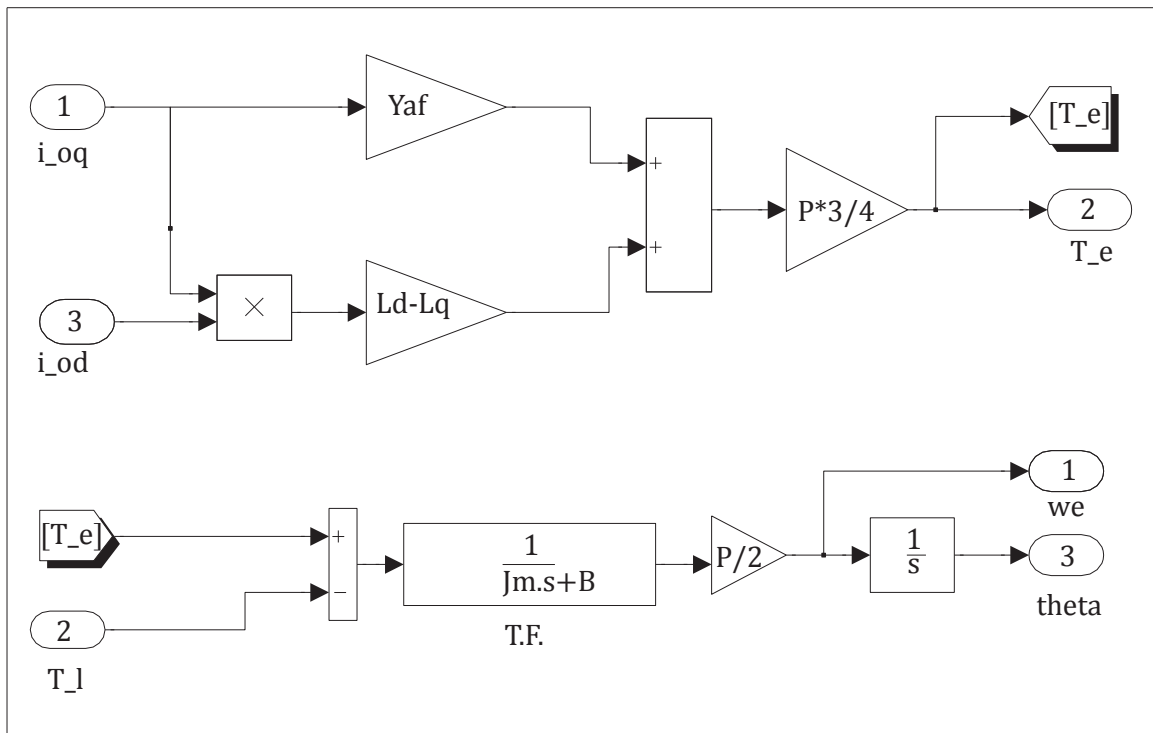 1
i_oq
Yaf
[T_e]
+
P*3/4
2
T_e
+
3
i_od
×
Ld-Lq
[T_e]
+
−
1
Jm.s+B
T.F.
P/2
1
we
1
s
3
theta
2
T_l